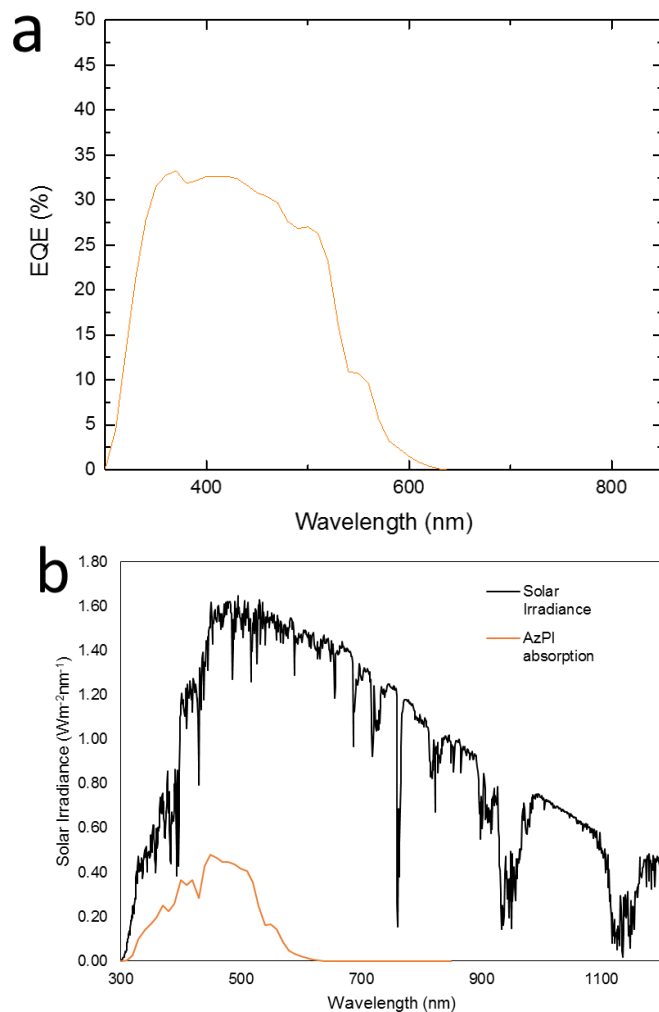 a
50
45
40
35
30
25
20
15
10
5
0
EQE (%)
400 600 800
Wavelength (nm)
b
1.80
1.60
1.40
1.20
1.00
0.80
0.60
0.40
0.20
0.00
Solar Irradiance (Wm⁻²nm⁻¹)
Solar
Irradiance
AzPI
absorption
300 500 700 900 1100
Wavelength (nm)